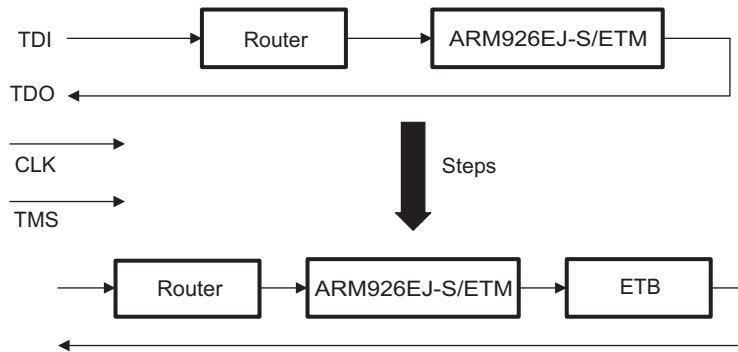 TDI
Router
ARM926EJ-S/ETM
TDO
CLK
Steps
TMS
Router
ARM926EJ-S/ETM
ETB